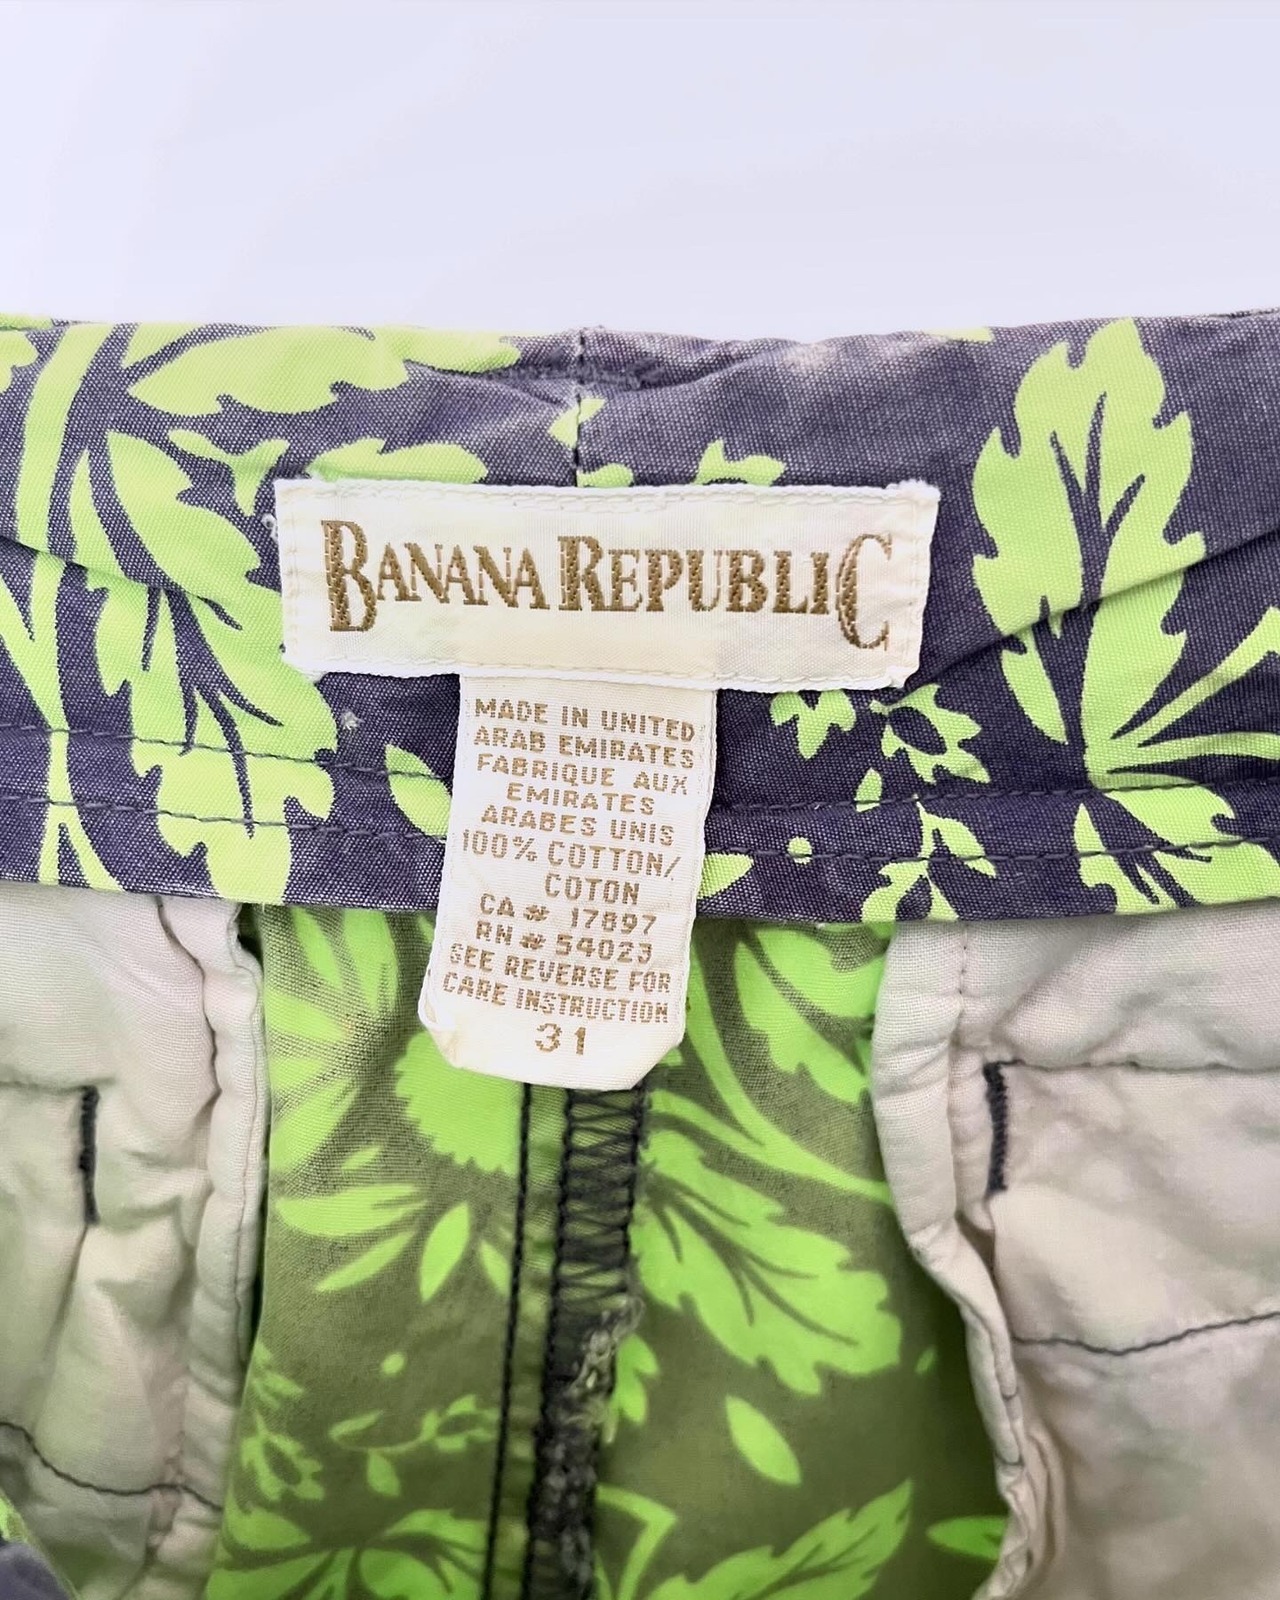 BANANA REPUBLIC
MADE IN UNITED
ARAB EMIRATES
FABRIQUE AUX
EMIRATES
ARABES UNIS
100% COTTON/
COTON
CA# 17897
RN# 54023
SEE REVERSE FOR
CARE INSTRUCTION
31